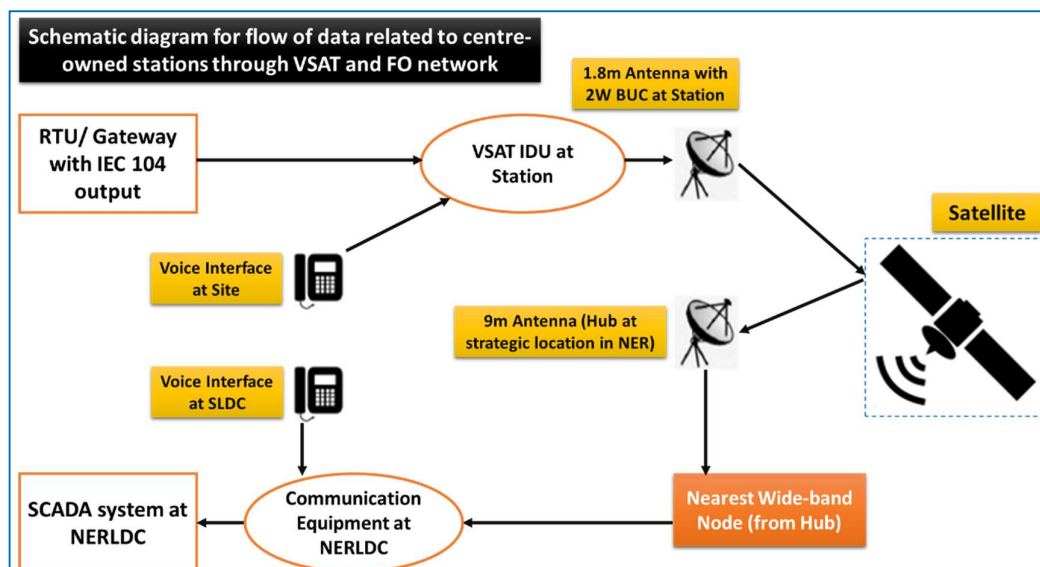 Schematic diagram for flow of data related to centre-
owned stations through VSAT and FO network
1.8m Antenna with
2W BUC at Station
RTU/ Gateway
with IEC 104
output
VSAT IDU at
Station
Satellite
Voice Interface
at Site
9m Antenna (Hub at
strategic location in NER)
Voice Interface
at SLDC
SCADA system at
NERLDC
Communication
Equipment at
NERLDC
Nearest Wide-band
Node (from Hub)